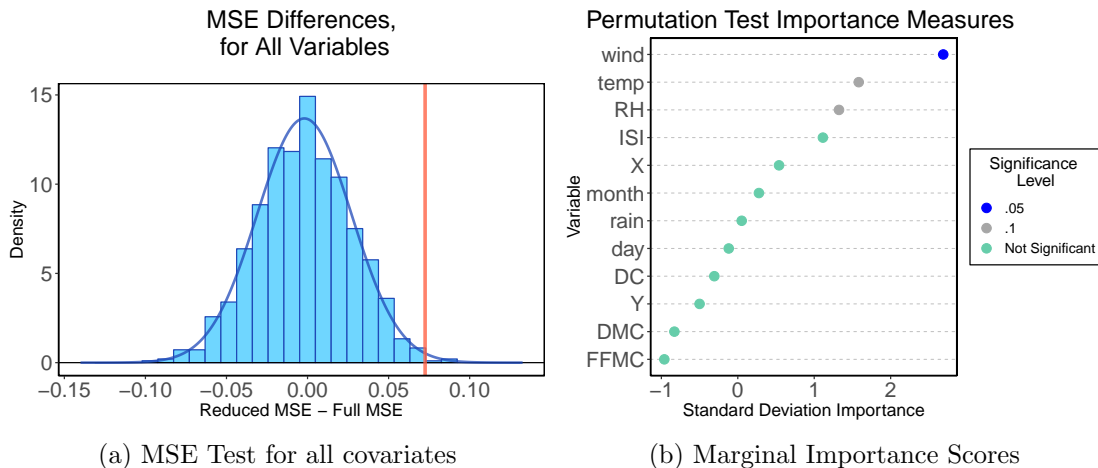 MSE Differences,
for All Variables
Density
15
10
5
0
−0.15
−0.10
−0.05
0.00
0.05
0.10
Reduced MSE − Full MSE
(a) MSE Test for all covariates
Permutation Test Importance Measures
Variable
wind
temp
RH
ISI
X
month
rain
day
DC
Y
DMC
FFMC
−1
0
1
2
Standard Deviation Importance
Significance
Level
.05
.1
Not Significant
(b) Marginal Importance Scores